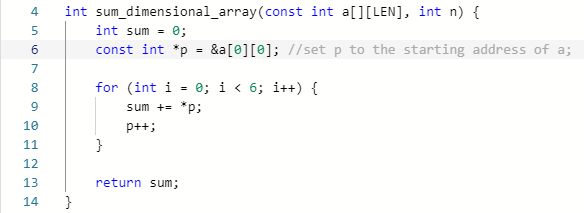 4 int sum_dimensional_array(const int a[][LEN], int n) {
5 int sum = 0;
6 const int *p = &a[0][0]; //set p to the starting address of a;
7
8 for (int i = 0; i < 6; i++) {
9 sum += *p;
10 p++;
11 }
12
13 return sum;
14 }